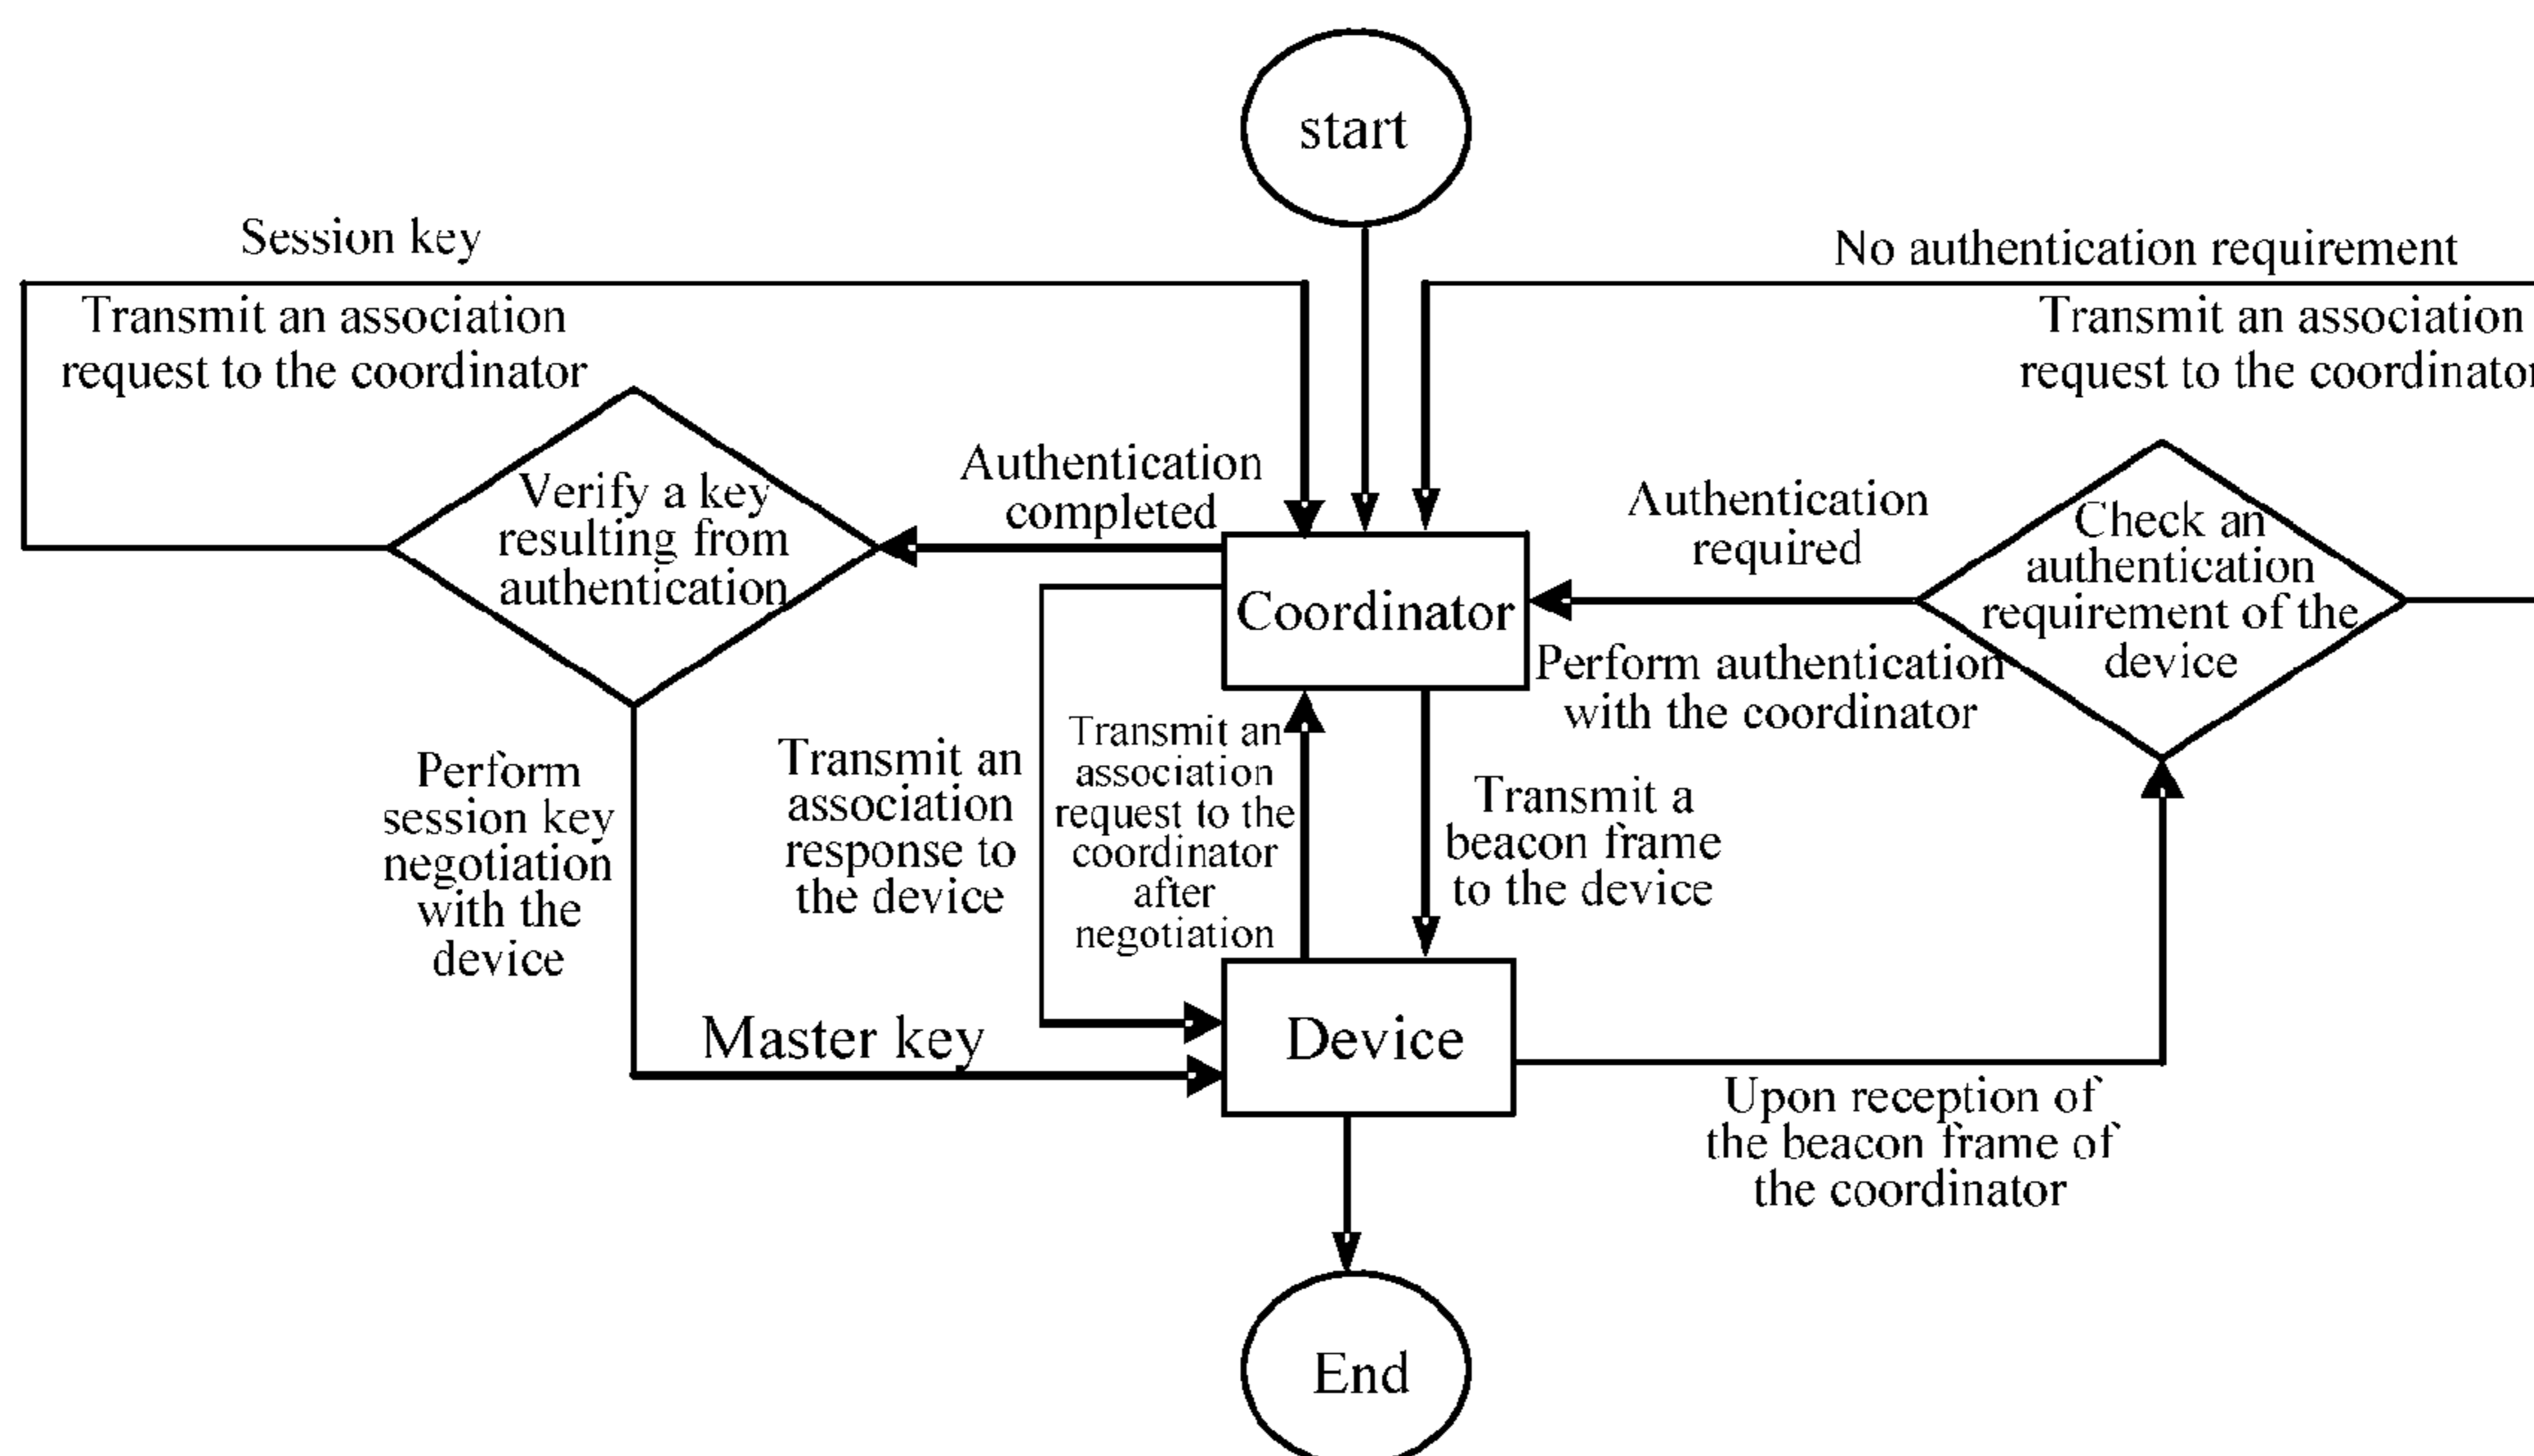 start
Session key
No authentication requirement
Transmit an association
request to the coordinator
Transmit an association
request to the coordinator
Verify a key
resulting from
authentication
Authentication
completed
Authentication
required
Check an
authentication
requirement of the
device
Coordinator
Perform authentication
with the coordinator
Perform
session key
negotiation
with the
device
Transmit an
association
response to
the device
Transmit an
association
request to the
coordinator
after
negotiation
Transmit a
beacon frame
to the device
Master key
Device
Upon reception of
the beacon frame of
the coordinator
End